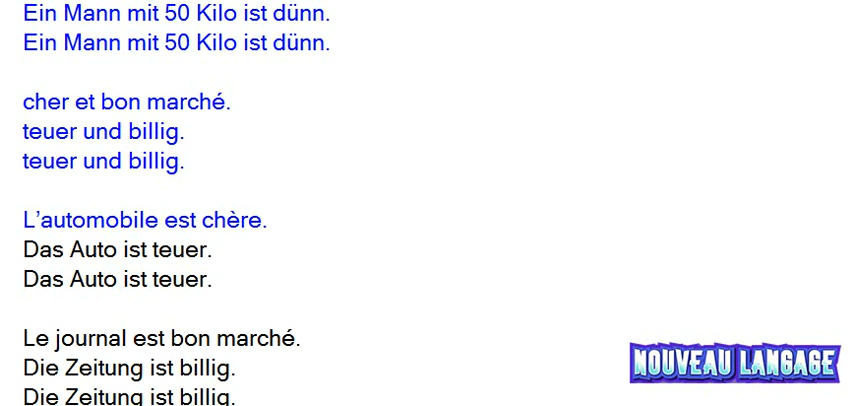 Ein Mann mit 50 Kilo ist dünn.
Ein Mann mit 50 Kilo ist dünn.
cher et bon marché.
teuer und billig.
teuer und billig.
L’automobile est chère.
Das Auto ist teuer.
Das Auto ist teuer.
Le journal est bon marché.
Die Zeitung ist billig.
Die Zeitung ist billig.
NOUVEAU LANGAGE